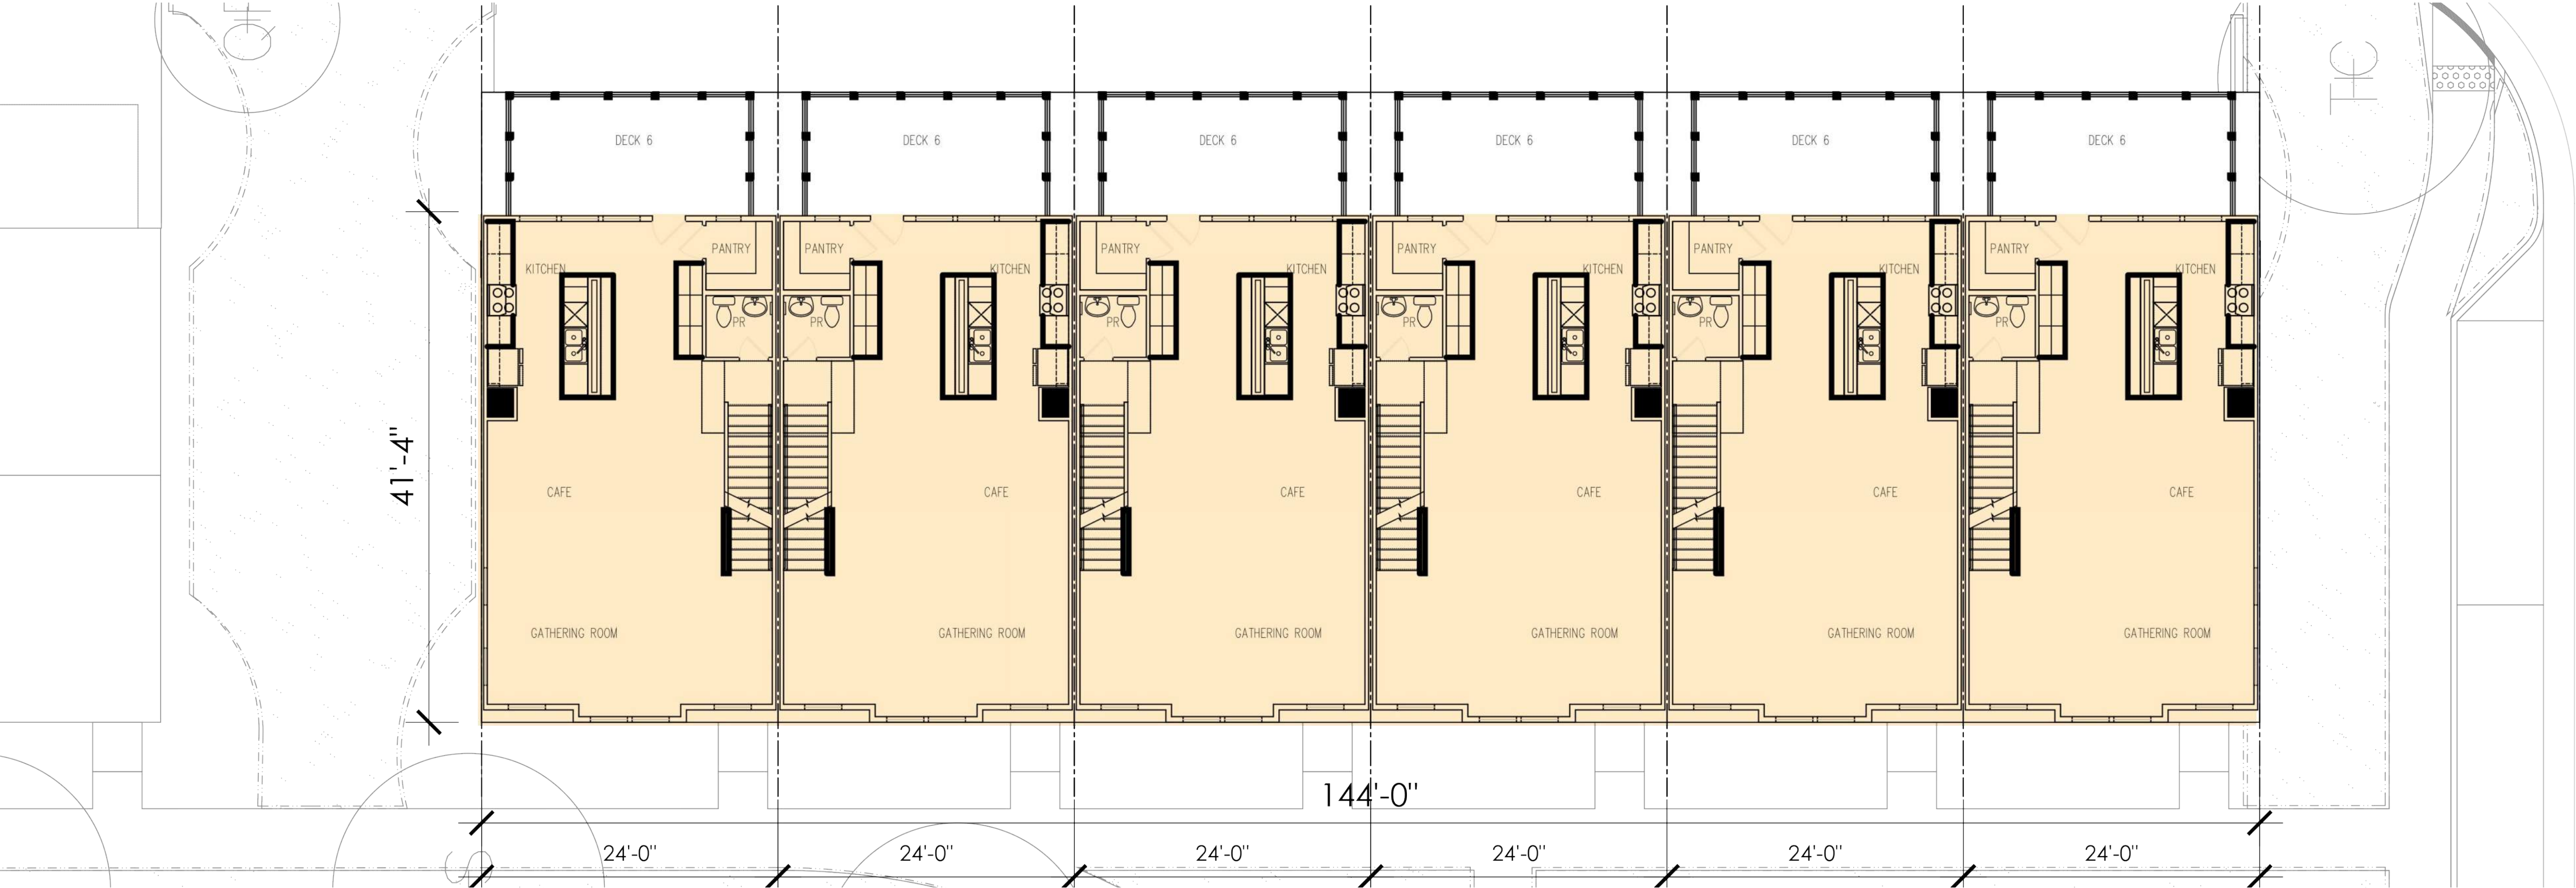 DECK 6
DECK 6
DECK 6
DECK 6
DECK 6
DECK 6
PANTRY
PANTRY
PANTRY
PANTRY
PANTRY
PANTRY
KITCHEN
KITCHEN
KITCHEN
KITCHEN
KITCHEN
KITCHEN
PR
PR
PR
PR
PR
PR
41'-4"
CAFE
CAFE
CAFE
CAFE
CAFE
CAFE
GATHERING ROOM
GATHERING ROOM
GATHERING ROOM
GATHERING ROOM
GATHERING ROOM
GATHERING ROOM
144'-0"
24'-0"
24'-0"
24'-0"
24'-0"
24'-0"
24'-0"